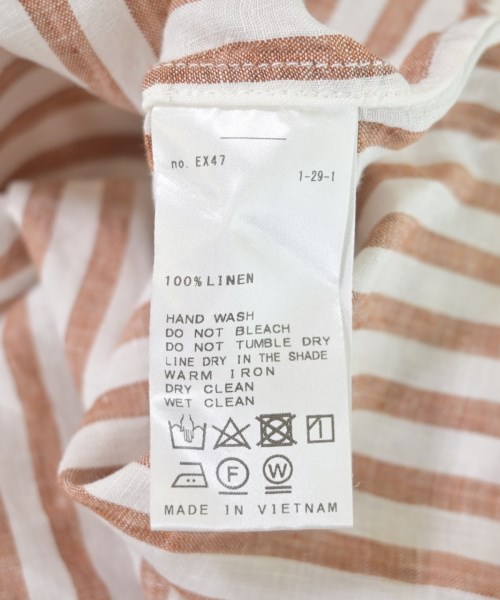 no. EX47
1-29-1
100% LINEN
HAND WASH
DO NOT BLEACH
DO NOT TUMBLE DRY
LINE DRY IN THE SHADE
WARM IRON
DRY CLEAN
WET CLEAN
F W
MADE IN VIETNAM